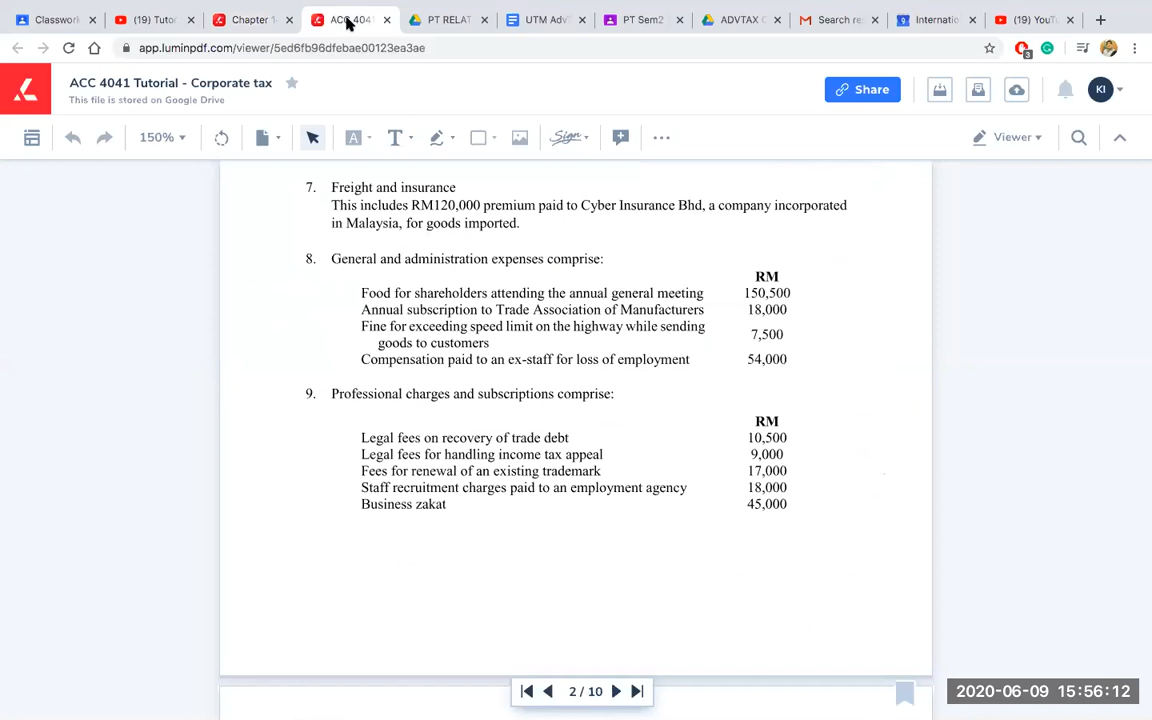 Classwork
(19) Tutor
Chapter 1
ACC 4041
PT RELAT
UTM Adv
PT Sem2
ADVTAX C
Search re
Internatio
(19) YouT
app.luminpdf.com/viewer/5ed6fb96dfebae00123ea3ae
3
ACC 4041 Tutorial - Corporate tax
This file is stored on Google Drive
Share
KI
150%
A
T
Sign
Viewer
7. Freight and insurance
This includes RM120,000 premium paid to Cyber Insurance Bhd, a company incorporated
in Malaysia, for goods imported.
8. General and administration expenses comprise:
RM
Food for shareholders attending the annual general meeting 150,500
Annual subscription to Trade Association of Manufacturers 18,000
Fine for exceeding speed limit on the highway while sending
goods to customers 7,500
Compensation paid to an ex-staff for loss of employment 54,000
9. Professional charges and subscriptions comprise:
RM
Legal fees on recovery of trade debt 10,500
Legal fees for handling income tax appeal 9,000
Fees for renewal of an existing trademark 17,000
Staff recruitment charges paid to an employment agency 18,000
Business zakat 45,000
2 / 10
2020-06-09 15:56:12